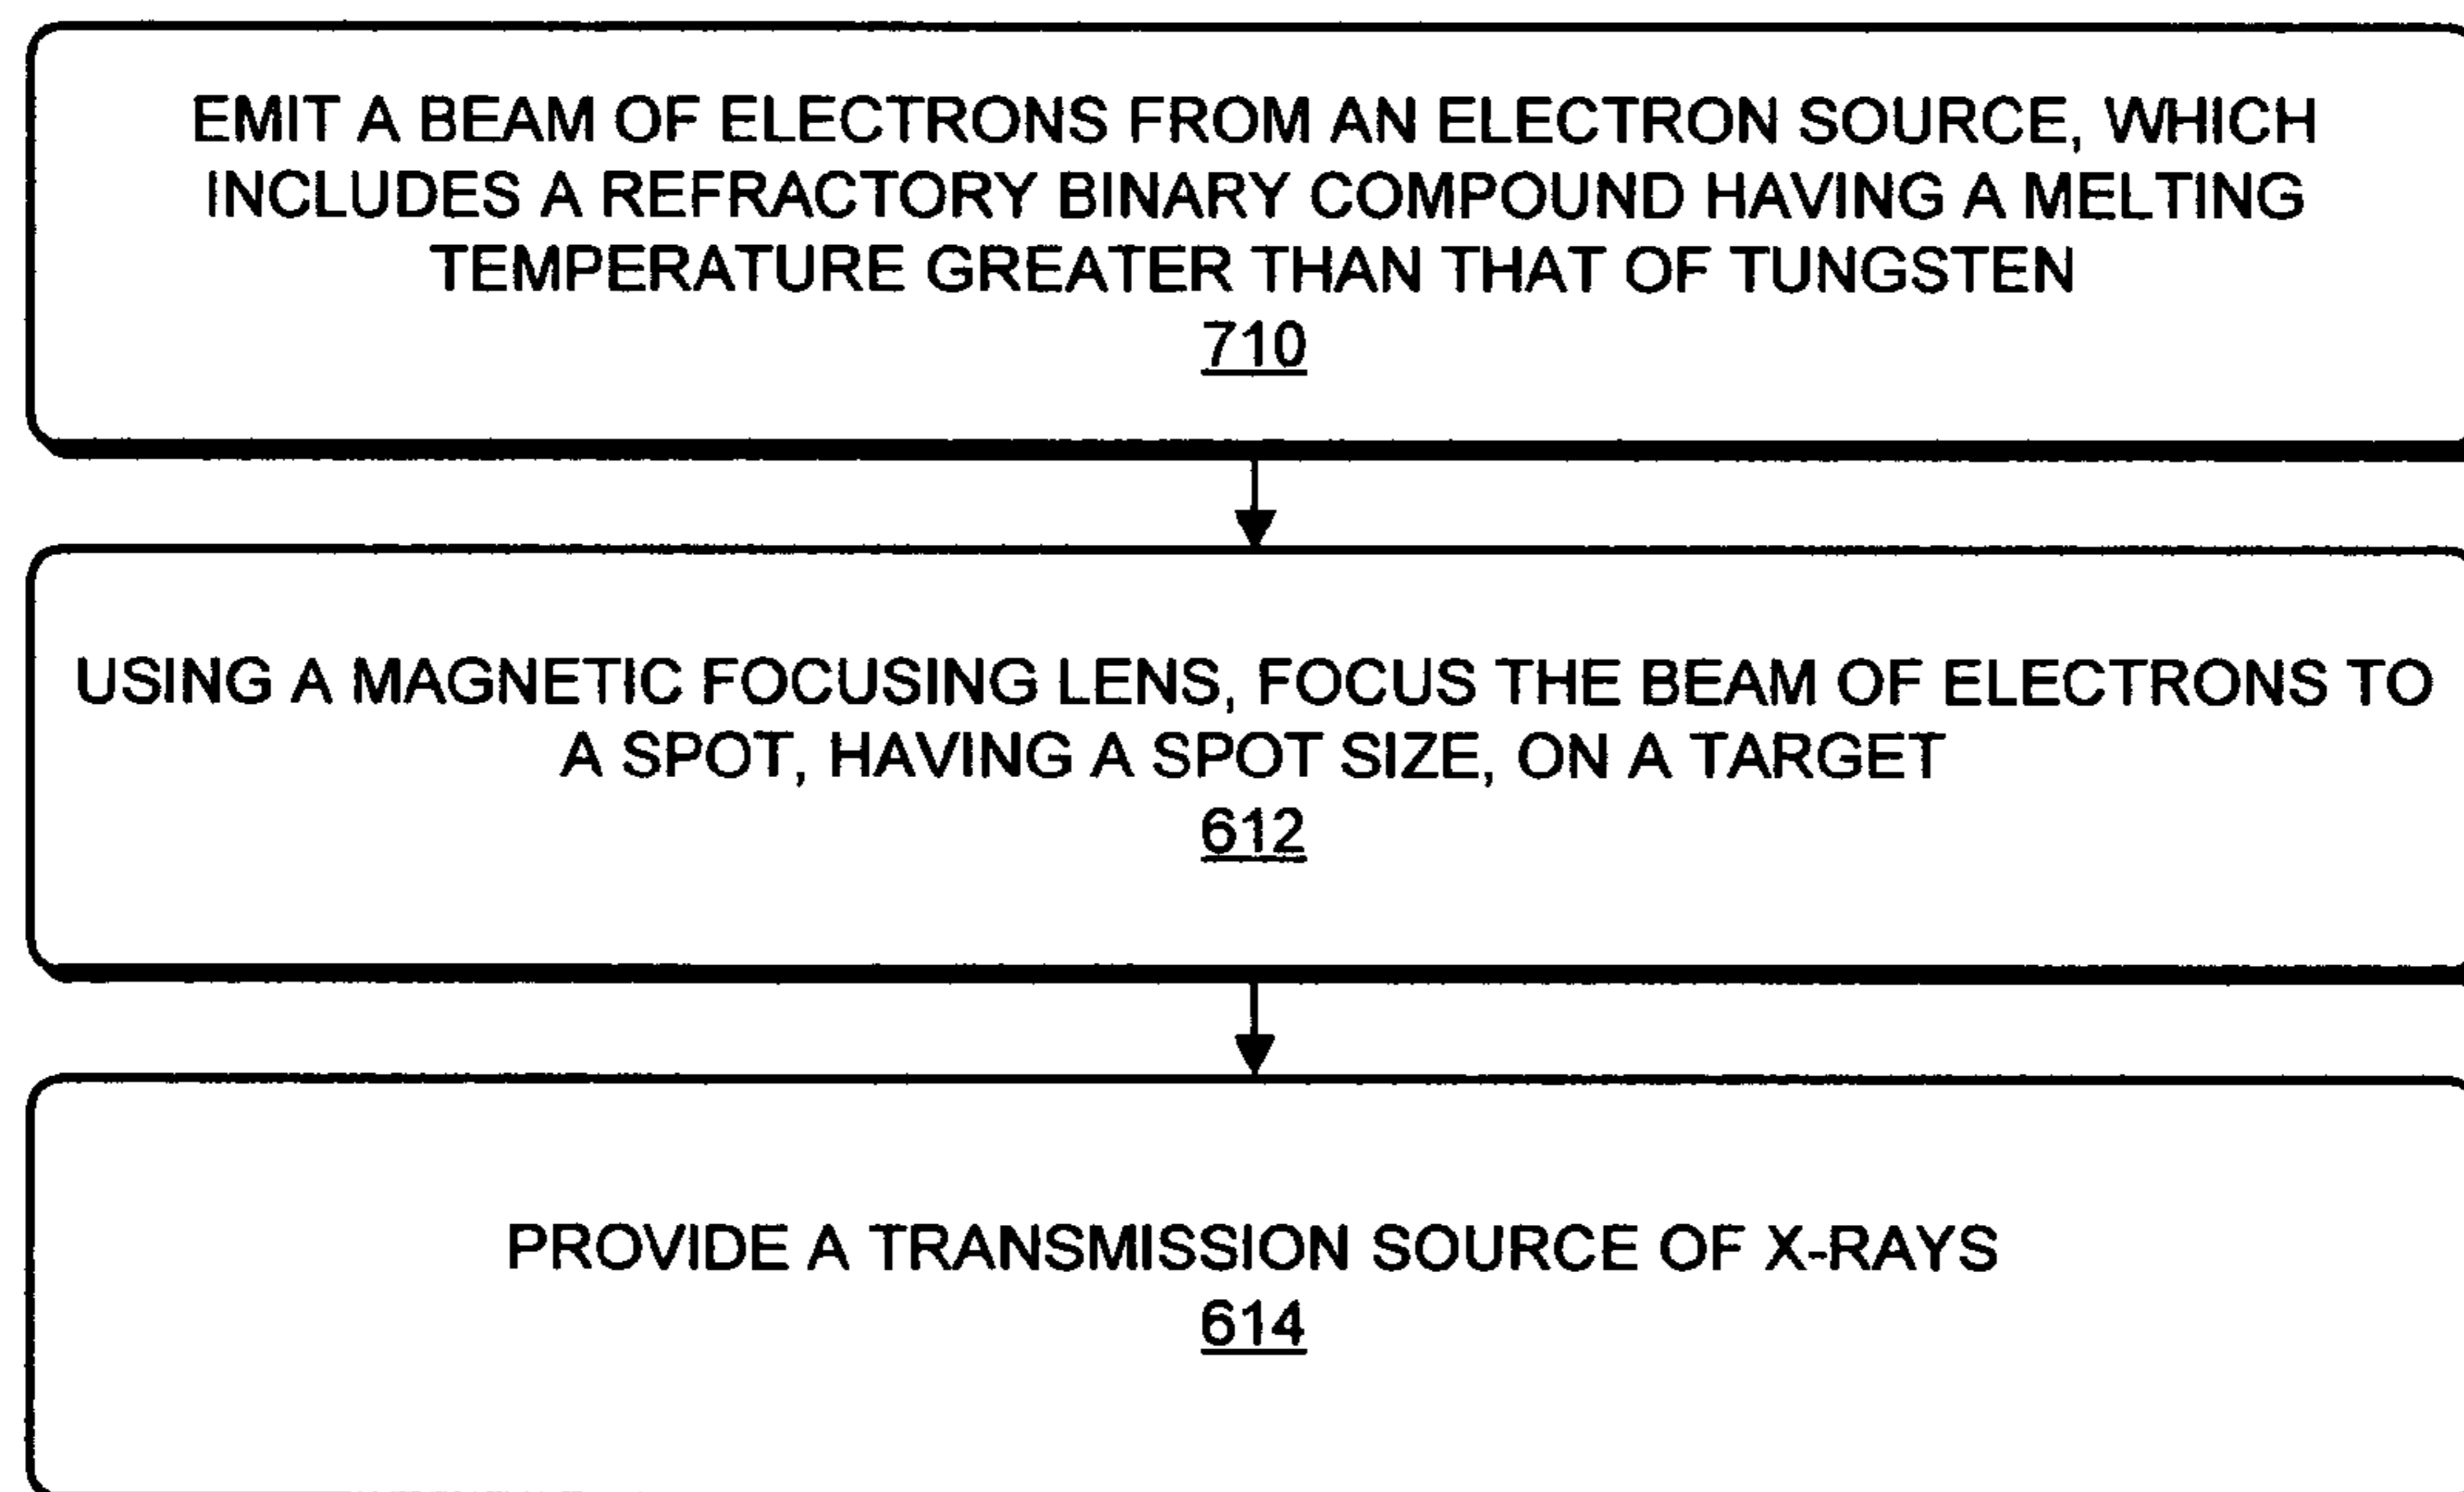 EMIT A BEAM OF ELECTRONS FROM AN ELECTRON SOURCE, WHICH
INCLUDES A REFRACTORY BINARY COMPOUND HAVING A MELTING
TEMPERATURE GREATER THAN THAT OF TUNGSTEN
710
USING A MAGNETIC FOCUSING LENS, FOCUS THE BEAM OF ELECTRONS TO
A SPOT, HAVING A SPOT SIZE, ON A TARGET
612
PROVIDE A TRANSMISSION SOURCE OF X-RAYS
614